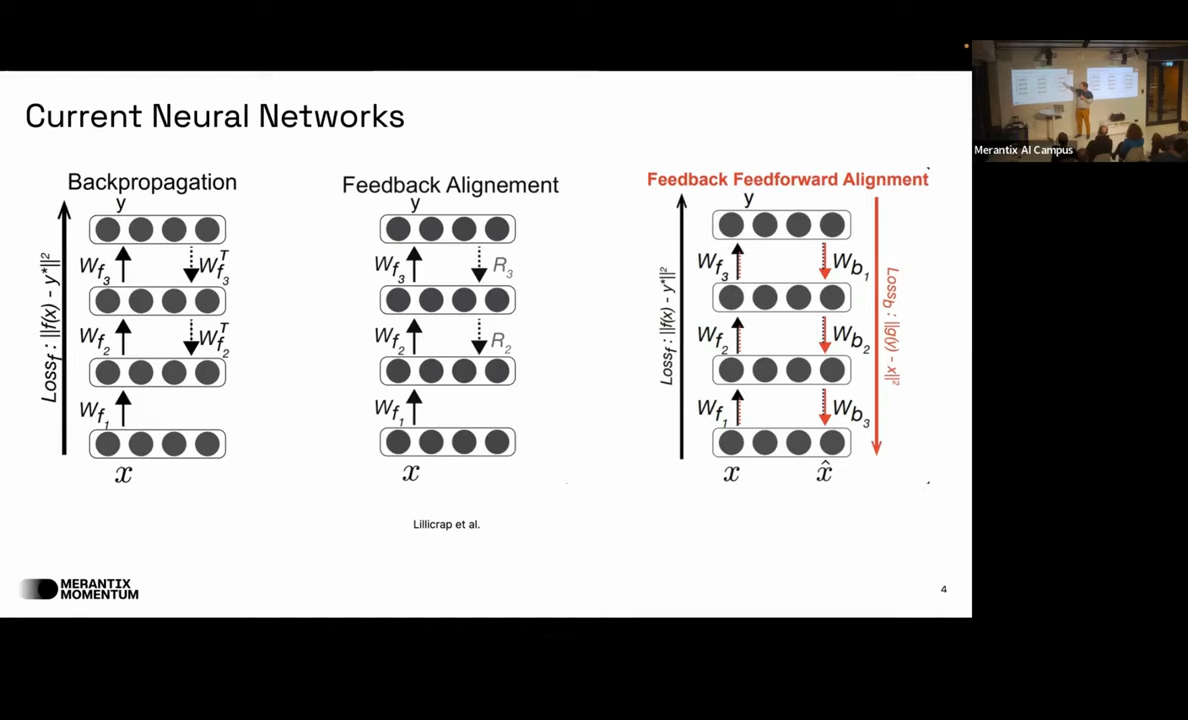 Current Neural Networks
Backpropagation
y
Loss_f : ||f(x) - y*||²
W_f3
W_f3^T
W_f2
W_f2^T
W_f1
x
Feedback Alignement
y
W_f3
R_3
W_f2
R_2
W_f1
x
Lillicrap et al.
Feedback Feedforward Alignment
y
Loss_f : ||f(x) - y*||²
W_f3
W_b1
W_f2
W_b2
W_f1
W_b3
Loss_b : ||g(y) - x||²
x
x̂
MERANTIX
MOMENTUM
4
Merantix AI Campus